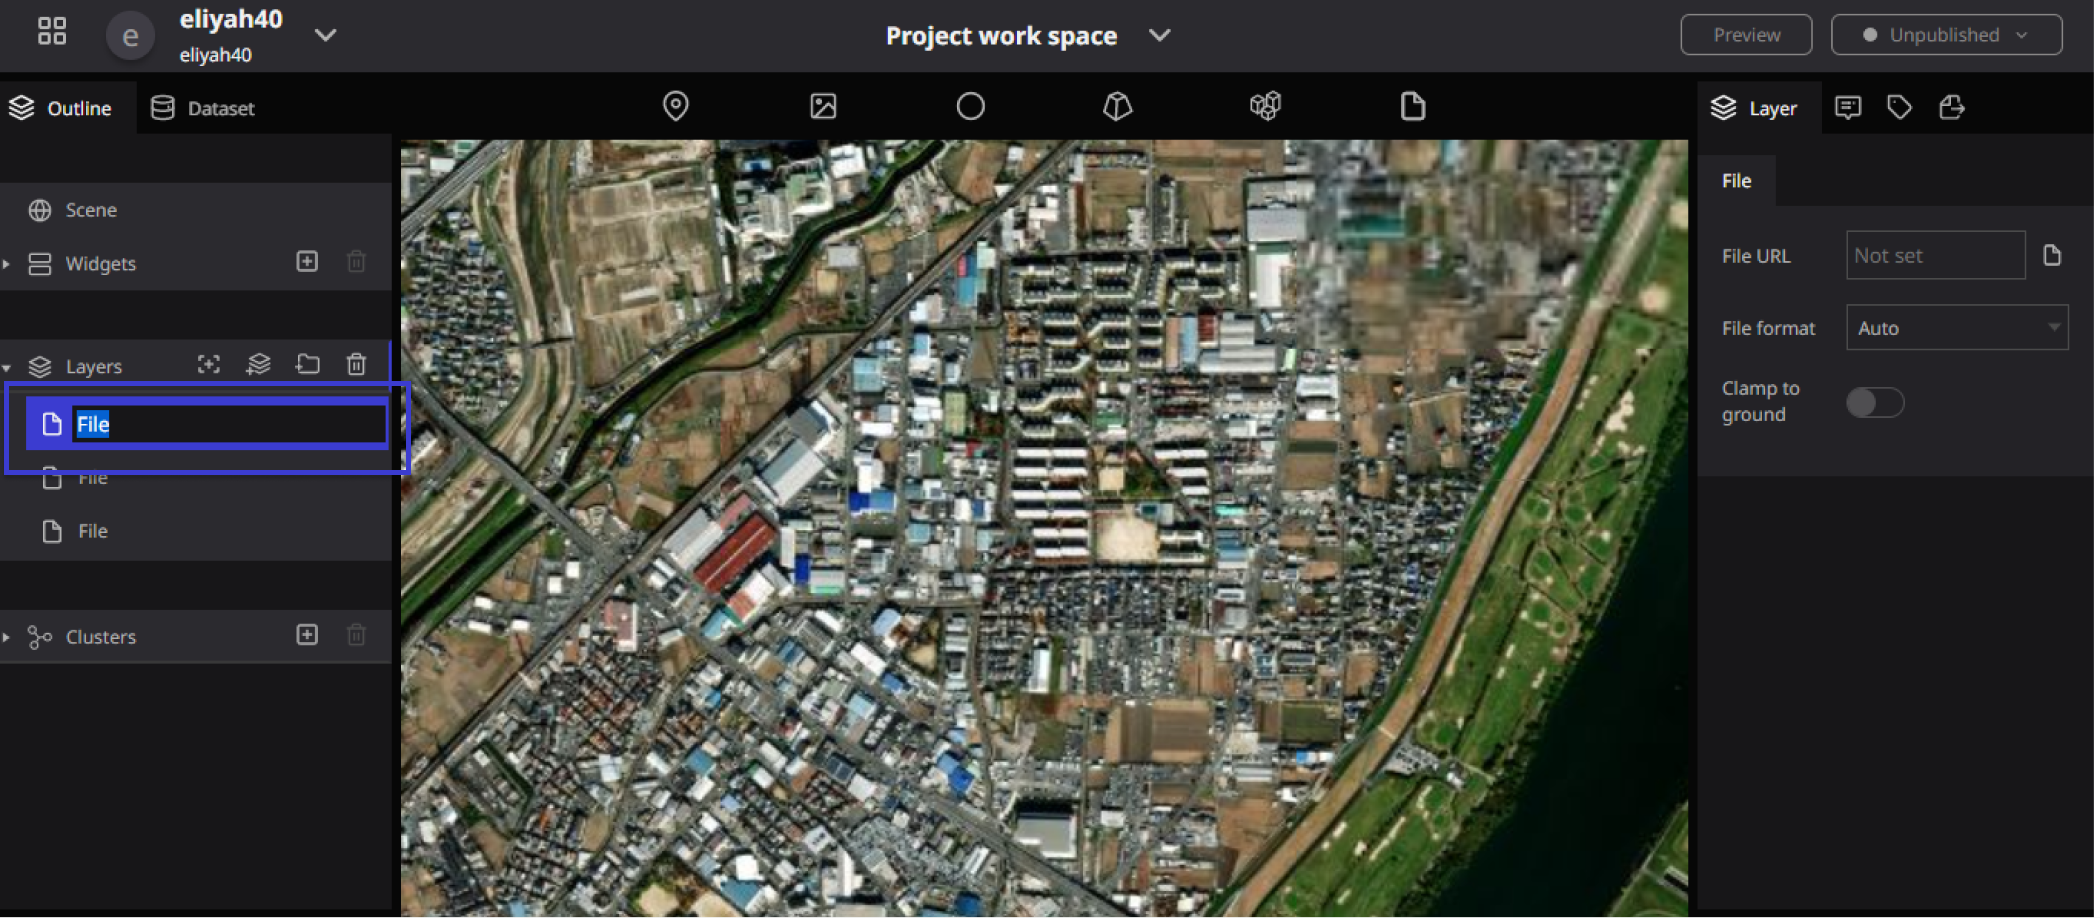 e
eliyah40
eliyah40
Project work space
Preview
Unpublished
Outline
Dataset
Scene
Widgets
Layers
File
File
File
Clusters
Layer
File
File URL
Not set
File format
Auto
Clamp to
ground